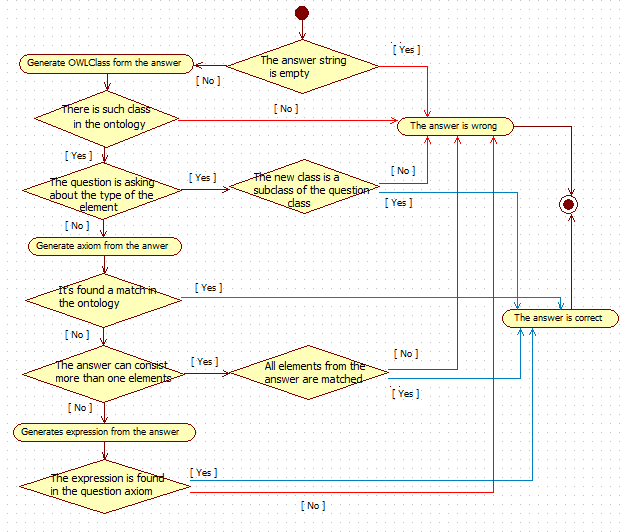 [ Yes ]
The answer string
is empty
Generate OWLClass form the answer
[ No ]
There is such class
in the ontology
[ No ]
The answer is wrong
[ Yes ]
The question is asking
about the type of the
element
[ Yes ]
The new class is a
subclass of the question
class
[ No ]
[ Yes ]
[ No ]
Generate axiom from the anwer
It's found a match in
the ontology
[ Yes ]
The answer is correct
[ No ]
The answer can consist
more than one elements
[ Yes ]
All elements from the
answer are matched
[ No ]
[ Yes ]
[ No ]
Generates expression from the answer
The expression is found
in the question axiom
[ Yes ]
[ No ]